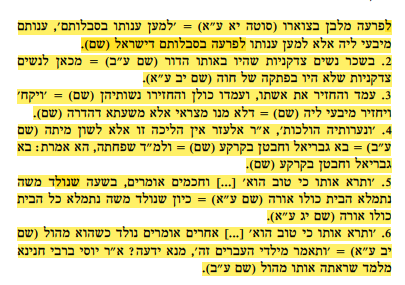 לפרעה מלבן בצוארו (סוטה יא ע״א) = ׳למען ענותו בסבלותם׳, ענותם
מיבעי ליה אלא למען ענותו לפרעה בסבלותם דישראל (שם).
2. בשכר נשים צדקניות שהיו באותו הדור (שם ע״ב) = מכאן לנשים
צדקניות שלא היו בפתקה של חוה (שם יב ע״א).
3. עמד והחזיר את אשתו, ועמדו כולן והחזירו נשותיהן (שם) = ׳ויקח׳
ויחזיר מיבעי ליה (שם) = דלא מנו מצראי אלא משעתא דהדרה (שם).
4. ׳ונערותיה הולכות׳, א״ר אלעזר אין הליכה זו אלא לשון מיתה (שם
ע״ב) = בא גבריאל וחבטן בקרקע (שם) = ולמ״ד שפחתה, הא אמרת: בא
גבריאל וחבטן בקרקע (שם).
5. ׳ותרא אותו כי טוב הוא׳ [...] וחכמים אומרים, בשעה שנולד משה
נתמלא הבית כולו אורה (שם ע״א) = כיון שנולד משה נתמלא כל הבית
כולו אורה (שם יג ע״א).
6. ׳ותרא אותו כי טוב הוא׳ [...] אחרים אומרים נולד כשהוא מהול (שם
יב ע״א) = ׳ותאמר מילדי העברים זה׳, מנא ידעה? א״ר יוסי ברבי חנינא
מלמד שראתה אותו מהול (שם ע״ב).